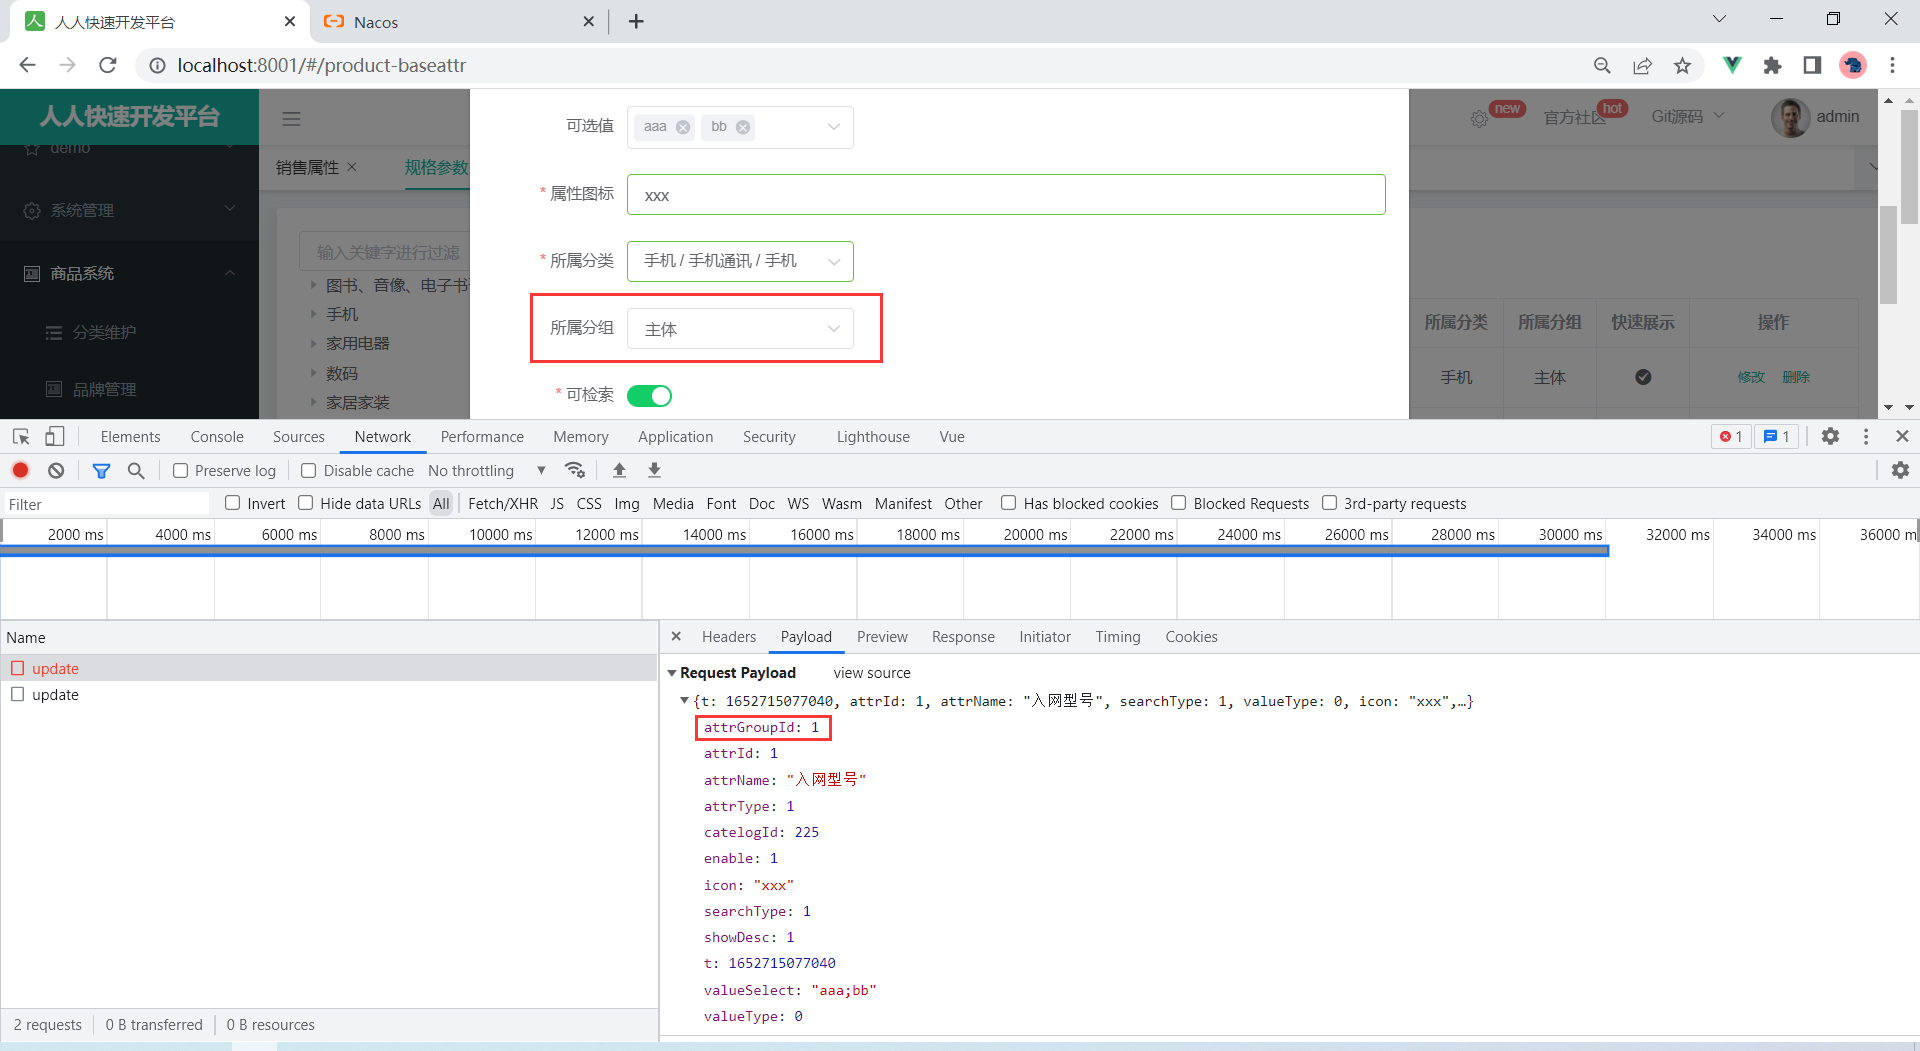 人人快速开发平台
Nacos
localhost:8001/#/product-baseattr
人人快速开发平台
demo
系统管理
商品系统
分类维护
品牌管理
销售属性
规格参数
输入关键字进行过滤
图书、音像、电子书
手机
家用电器
数码
家居家装
可选值 aaa bb
* 属性图标 xxx
* 所属分类 手机 / 手机通讯 / 手机
所属分组 主体
* 可检索
new 官方社区 hot Git源码 admin
所属分类 所属分组 快速展示 操作
手机 主体 修改 删除
Elements Console Sources Network Performance Memory Application Security Lighthouse Vue 1 1
Preserve log Disable cache No throttling
Filter Invert Hide data URLs All Fetch/XHR JS CSS Img Media Font Doc WS Wasm Manifest Other Has blocked cookies Blocked Requests 3rd-party requests
2000 ms 4000 ms 6000 ms 8000 ms 10000 ms 12000 ms 14000 ms 16000 ms 18000 ms 20000 ms 22000 ms 24000 ms 26000 ms 28000 ms 30000 ms 32000 ms 34000 ms 36000 m
Name
update
update
2 requests 0 B transferred 0 B resources
Headers Payload Preview Response Initiator Timing Cookies
Request Payload view source
{t: 1652715077040, attrId: 1, attrName: "入网型号", searchType: 1, valueType: 0, icon: "xxx",…}
attrGroupId: 1
attrId: 1
attrName: "入网型号"
attrType: 1
catelogId: 225
enable: 1
icon: "xxx"
searchType: 1
showDesc: 1
t: 1652715077040
valueSelect: "aaa;bb"
valueType: 0